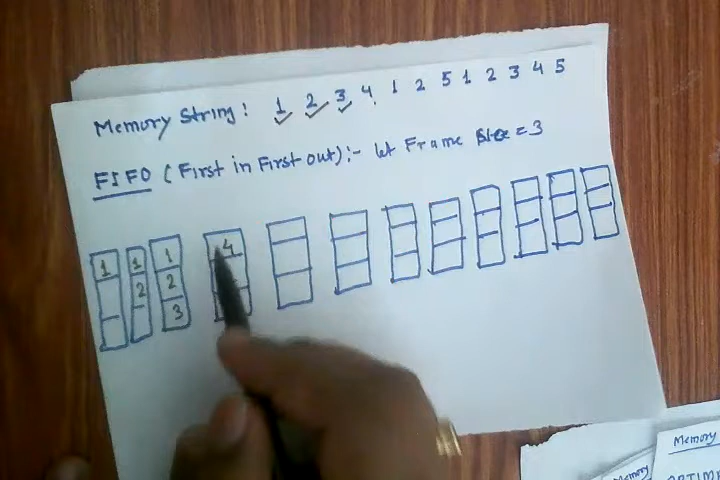 Memory String: 1 2 3 4 1 2 5 1 2 3 4 5
FIFO (First in First out):- let Frame size = 3
1 1 1 4
2 2
3
Memory
Memory